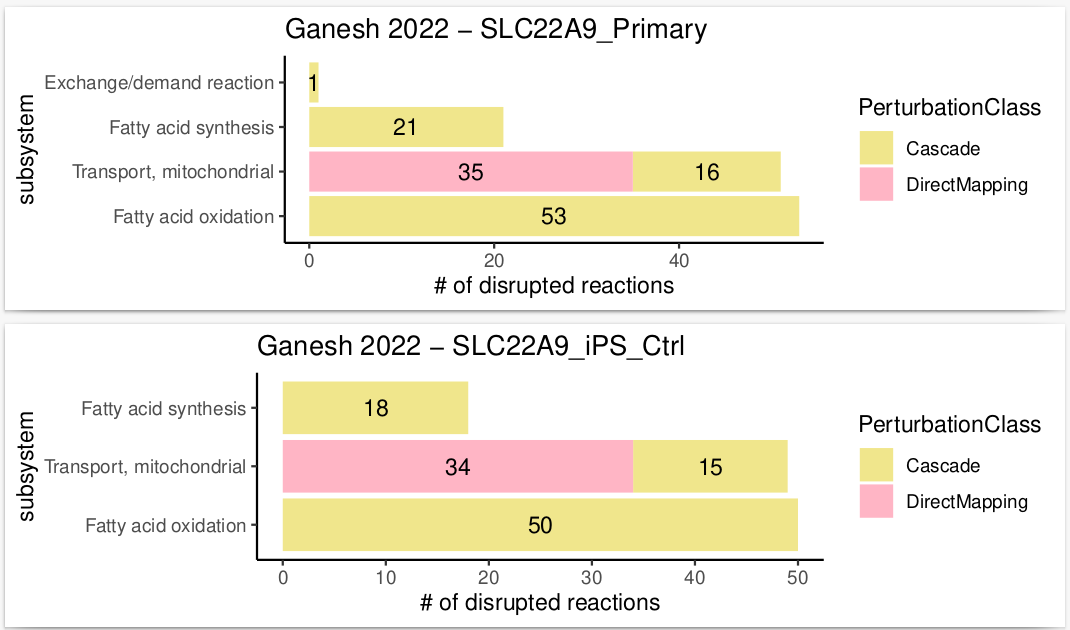 Ganesh 2022 – SLC22A9_Primary
subsystem
Exchange/demand reaction
1
Fatty acid synthesis
21
Transport, mitochondrial
35 16
Fatty acid oxidation
53
0 20 40
# of disrupted reactions
PerturbationClass
Cascade
DirectMapping
Ganesh 2022 – SLC22A9_iPS_Ctrl
subsystem
Fatty acid synthesis
18
Transport, mitochondrial
34 15
Fatty acid oxidation
50
0 10 20 30 40 50
# of disrupted reactions
PerturbationClass
Cascade
DirectMapping